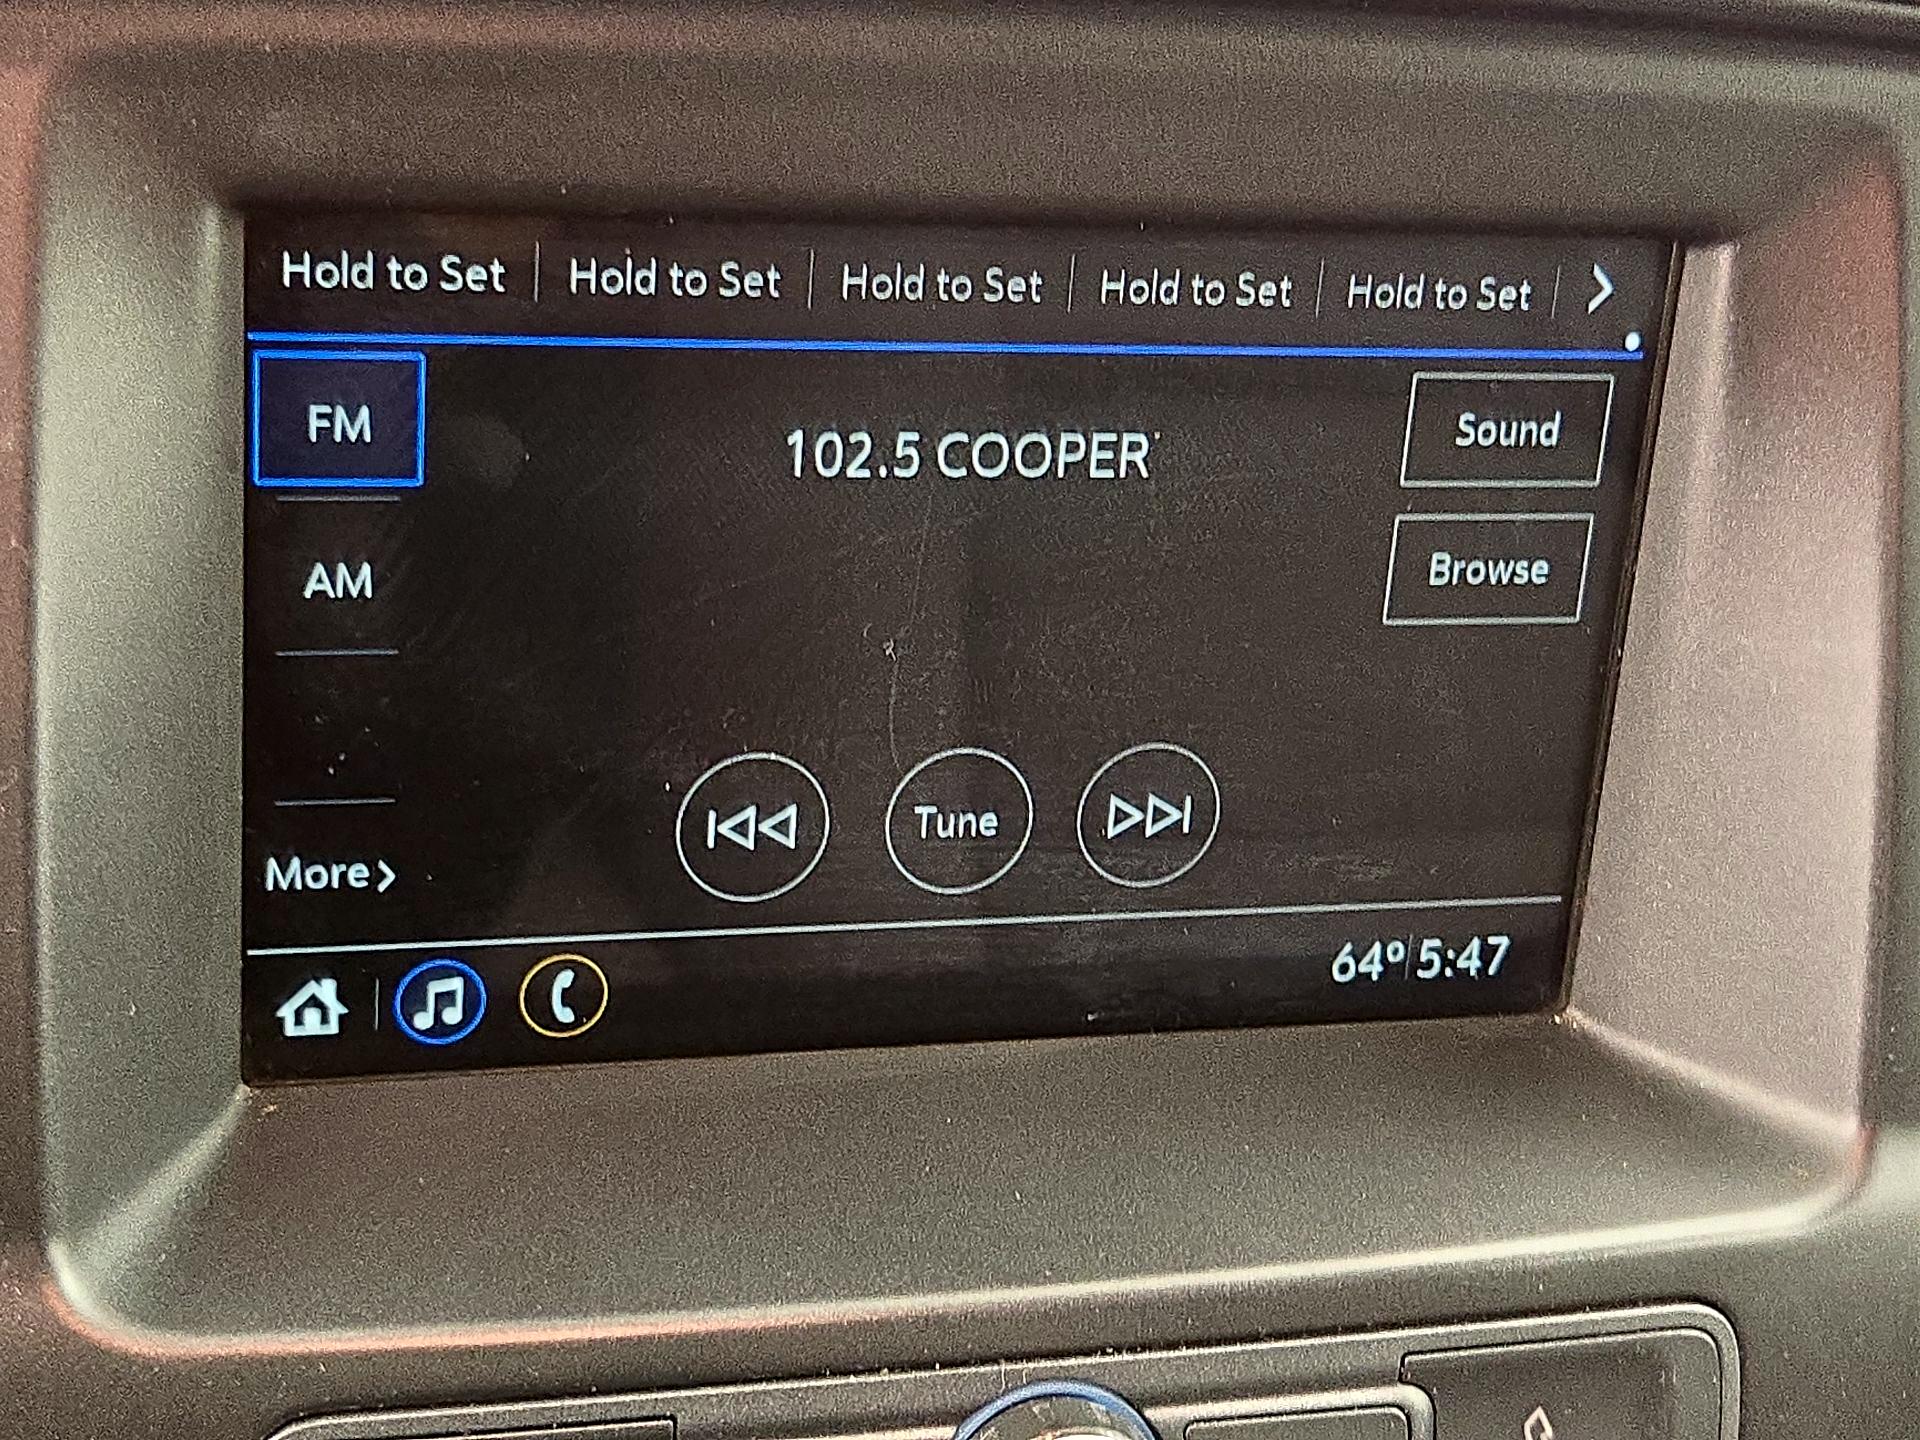 Hold to Set Hold to Set Hold to Set Hold to Set Hold to Set >
FM
102.5 COOPER
Sound
AM
Browse
More>
Tune
64° 5:47